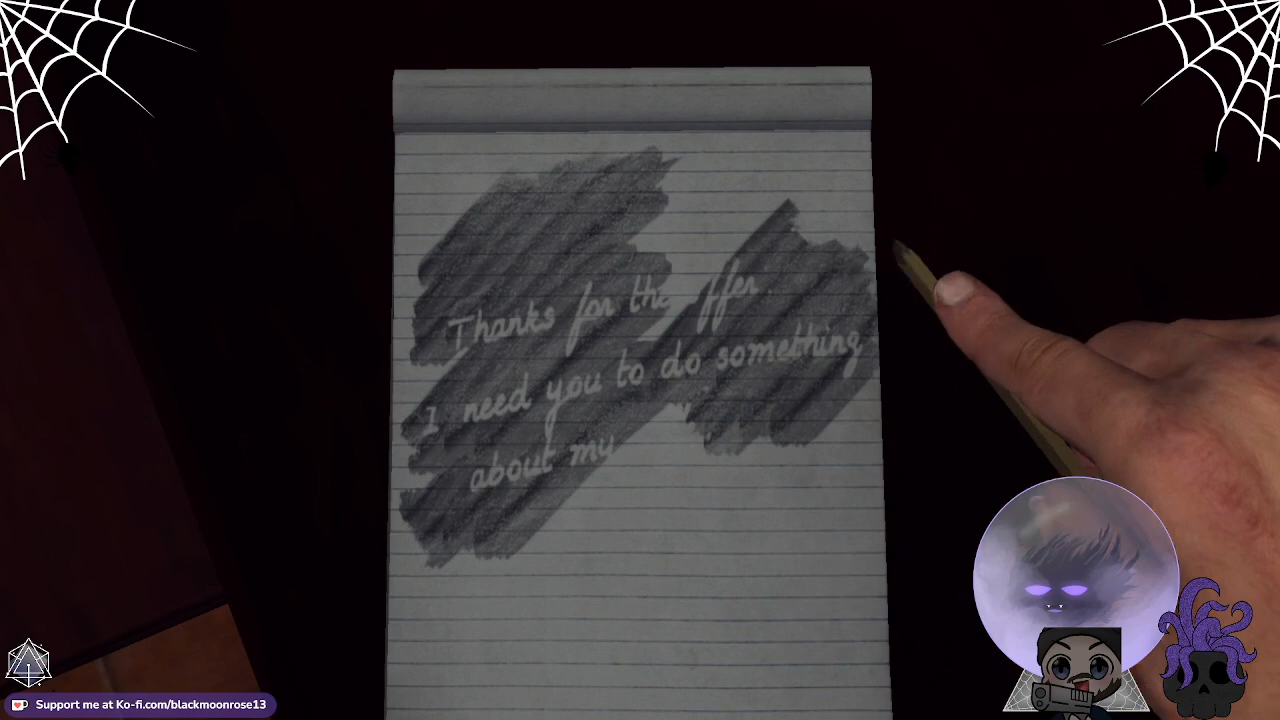 Thanks for the ffer.
I need you to do something
about my
Support me at Ko-fi.com/blackmoonrose13